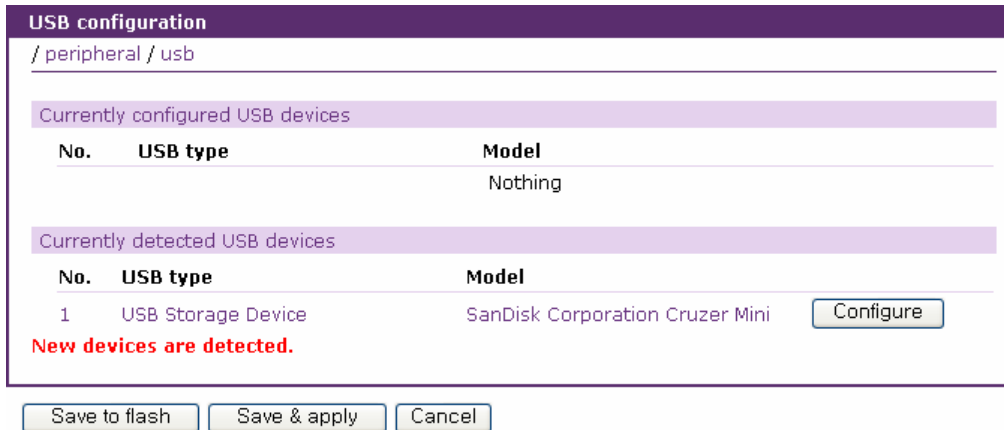 USB configuration
/ peripheral / usb
Currently configured USB devices
No. USB type Model
Nothing
Currently detected USB devices
No. USB type Model
1 USB Storage Device SanDisk Corporation Cruzer Mini Configure
New devices are detected.
Save to flash Save & apply Cancel